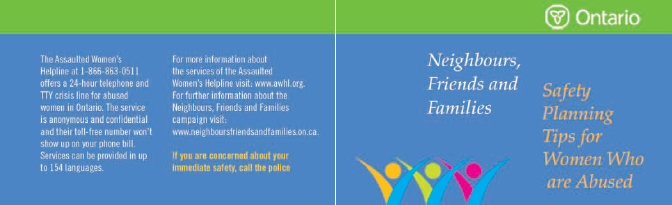 The Assaulted Women's
Helpline at 1-866-863-0511
offers a 24-hour telephone and
TTY crisis line for abused
women in Ontario. The service
is anonymous and confidential
and their toll-free number won't
show up on your phone bill.
Services can be provided in up
to 154 languages.
For more information about
the services of the Assaulted
Women's Helpline visit: www.awhl.org.
For further information about the
Neighbours, Friends and Families
campaign visit:
www.neighboursfriendsandfamilies.on.ca.
If you are concerned about your
immediate safety, call the police
Ontario
Neighbours,
Friends and
Families
Safety
Planning
Tips for
Women Who
are Abused